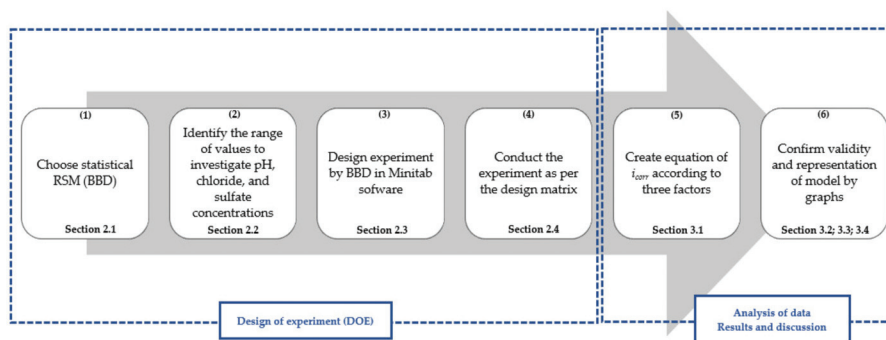 (1)
Choose statistical
RSM (BBD)
Section 2.1
(2)
Identify the range
of values to
investigate pH,
chloride, and
sulfate
concentrations
Section 2.2
(3)
Design experiment
by BBD in Minitab
sofware
Section 2.3
(4)
Conduct the
experiment as per
the design matrix
Section 2.4
(5)
Create equation of
icorr according to
three factors
Section 3.1
(6)
Confirm validity
and representation
of model by
graphs
Section 3.2; 3.3; 3.4
Design of experiment (DOE)
Analysis of data
Results and discussion